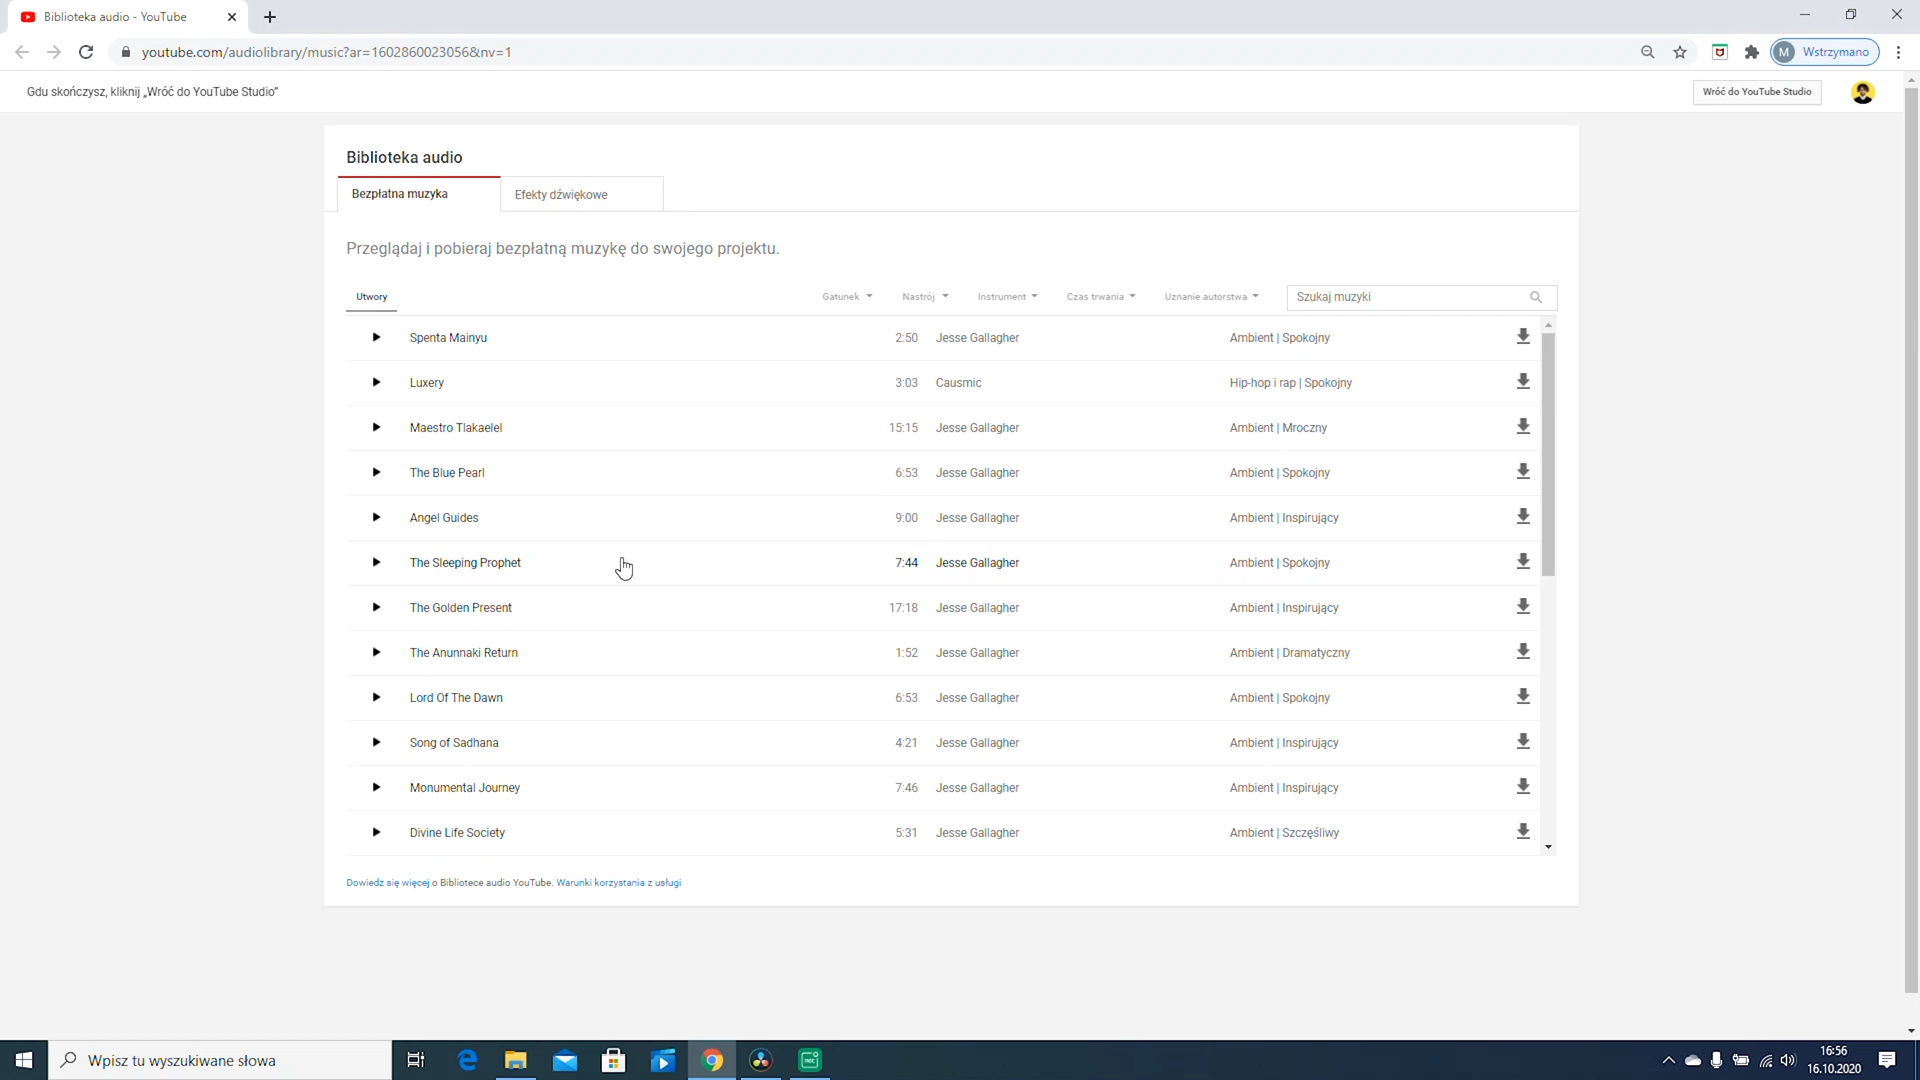 Biblioteka audio - YouTube
youtube.com/audiolibrary/music?ar=1602860023056&nv=1
M Wstrzymano
Gdu skończysz, kliknij „Wróć do YouTube Studio”
Wróć do YouTube Studio
Biblioteka audio
Bezpłatna muzyka
Efekty dźwiękowe
Przeglądaj i pobieraj bezpłatną muzykę do swojego projektu.
Utwory Gatunek Nastrój Instrument Czas trwania Uznanie autorstwa Szukaj muzyki
Spenta Mainyu 2:50 Jesse Gallagher Ambient | Spokojny
Luxery 3:03 Causmic Hip-hop i rap | Spokojny
Maestro Tlakaelel 15:15 Jesse Gallagher Ambient | Mroczny
The Blue Pearl 6:53 Jesse Gallagher Ambient | Spokojny
Angel Guides 9:00 Jesse Gallagher Ambient | Inspirujący
The Sleeping Prophet 7:44 Jesse Gallagher Ambient | Spokojny
The Golden Present 17:18 Jesse Gallagher Ambient | Inspirujący
The Anunnaki Return 1:52 Jesse Gallagher Ambient | Dramatyczny
Lord Of The Dawn 6:53 Jesse Gallagher Ambient | Spokojny
Song of Sadhana 4:21 Jesse Gallagher Ambient | Inspirujący
Monumental Journey 7:46 Jesse Gallagher Ambient | Inspirujący
Divine Life Society 5:31 Jesse Gallagher Ambient | Szczęśliwy
Dowiedz się więcej o Bibliotece audio YouTube. Warunki korzystania z usługi
Wpisz tu wyszukiwane słowa
16:56
16.10.2020